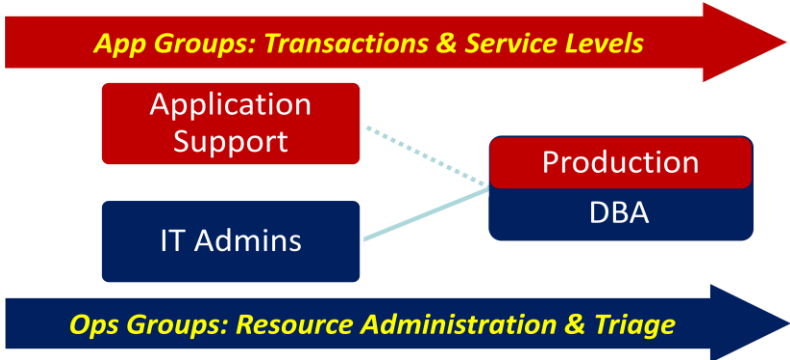 App Groups: Transactions & Service Levels
Application
Support
Production
DBA
IT Admins
Ops Groups: Resource Administration & Triage